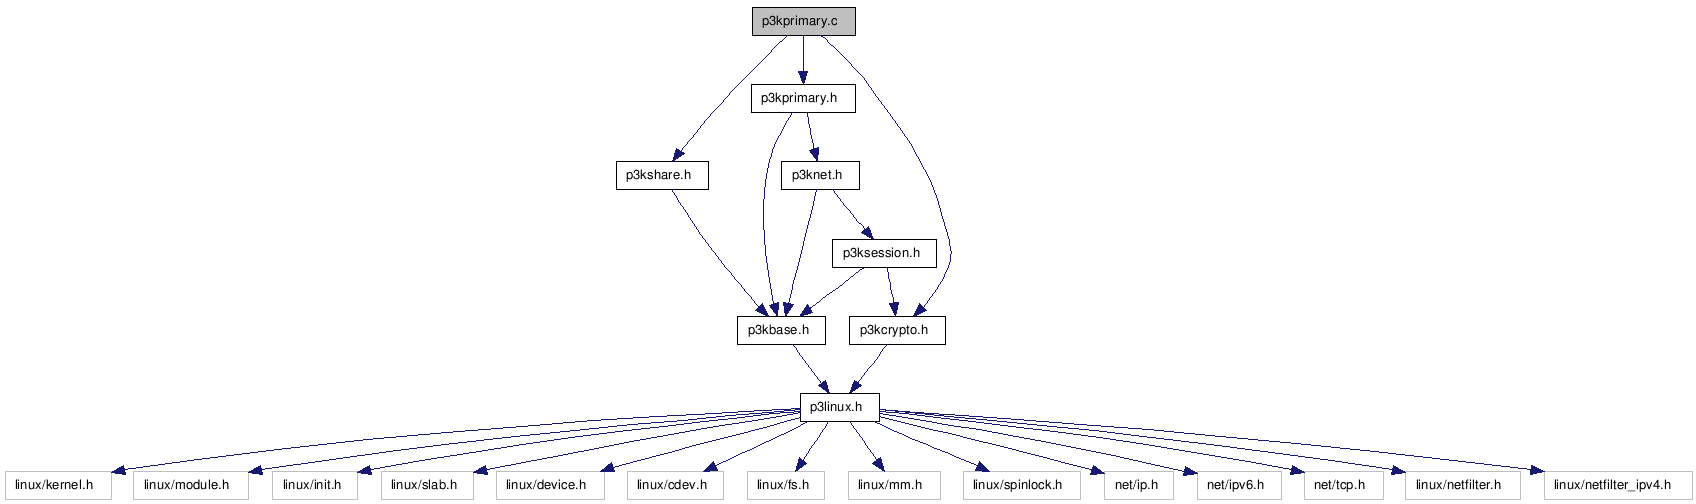 p3kprimary.c
p3kprimary.h
p3kshare.h
p3knet.h
p3ksession.h
p3kbase.h
p3kcrypto.h
p3linux.h
linux/kernel.h
linux/module.h
linux/init.h
linux/slab.h
linux/device.h
linux/cdev.h
linux/fs.h
linux/mm.h
linux/spinlock.h
net/ip.h
net/ipv6.h
net/tcp.h
linux/netfilter.h
linux/netfilter_ipv4.h